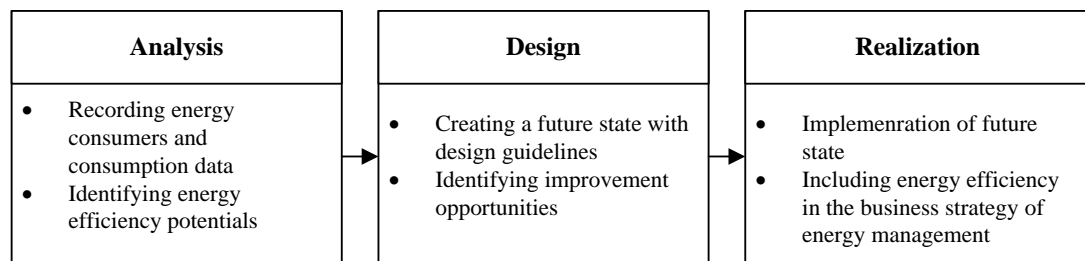 Analysis
• Recording energy
consumers and
consumption data
• Identifying energy
efficiency potentials
Design
• Creating a future state with
design guidelines
• Identifying improvement
opportunities
Realization
• Implemenration of future
state
• Including energy efficiency
in the business strategy of
energy management